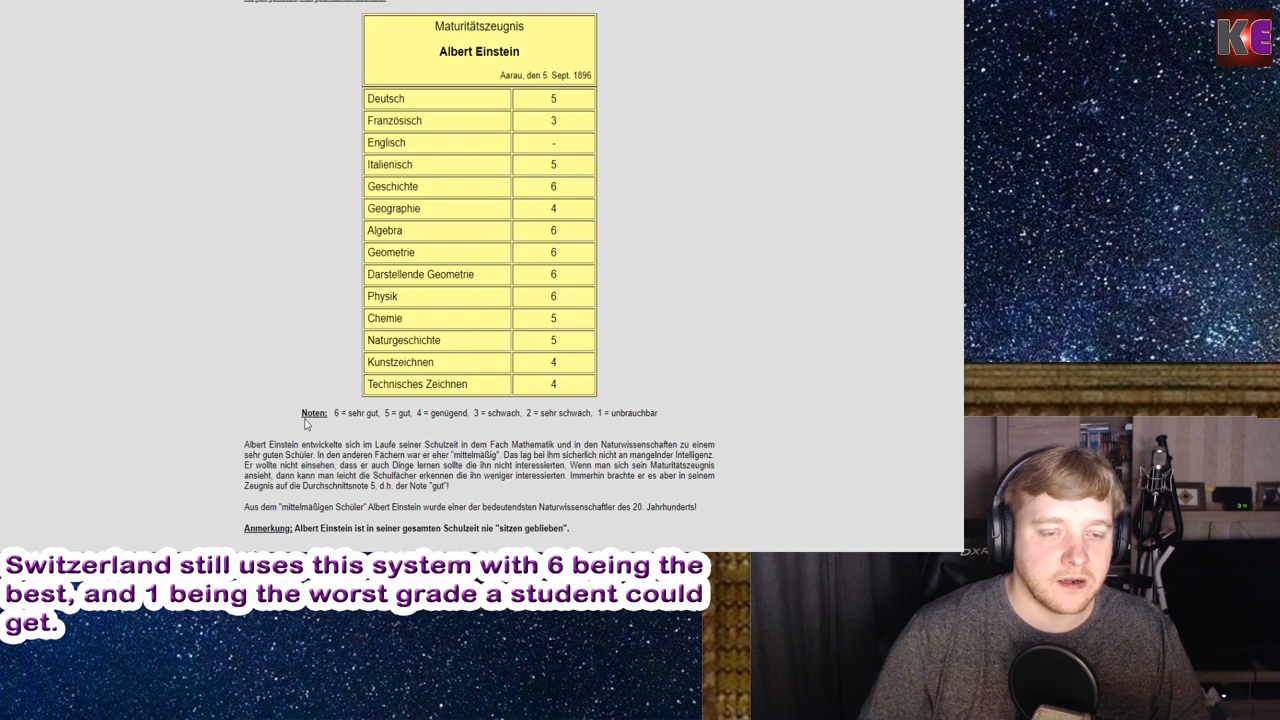 KE
Maturitätszeugnis
Albert Einstein
Aarau, den 5. Sept. 1896
Deutsch 5
Französisch 3
Englisch -
Italienisch 5
Geschichte 6
Geographie 4
Algebra 6
Geometrie 6
Darstellende Geometrie 6
Physik 6
Chemie 5
Naturgeschichte 5
Kunstzeichnen 4
Technisches Zeichnen 4
Noten: 6 = sehr gut, 5 = gut, 4 = genügend, 3 = schwach, 2 = sehr schwach, 1 = unbrauchbar
Albert Einstein entwickelte sich im Laufe seiner Schulzeit in dem Fach Mathematik und in den Naturwissenschaften zu einem
sehr guten Schüler. In den anderen Fächern war er eher "mittelmäßig". Das lag bei ihm sicherlich nicht an mangelnder Intelligenz.
Er wollte nicht einsehen, dass er auch Dinge lernen sollte die ihn nicht interessierten. Wenn man sich sein Maturitätszeugnis
ansieht, dann kann man leicht die Schulfächer erkennen die ihn weniger interessierten. Immerhin brachte er es aber in seinem
Zeugnis auf die Durchschnittsnote 5, d.h. der Note "gut"!
Aus dem "mittelmäßigen Schüler" Albert Einstein wurde einer der bedeutendsten Naturwissenschaftler des 20. Jahrhunderts!
Anmerkung: Albert Einstein ist in seiner gesamten Schulzeit nie "sitzen geblieben".
DXR
Switzerland still uses this system with 6 being the
best, and 1 being the worst grade a student could
get.